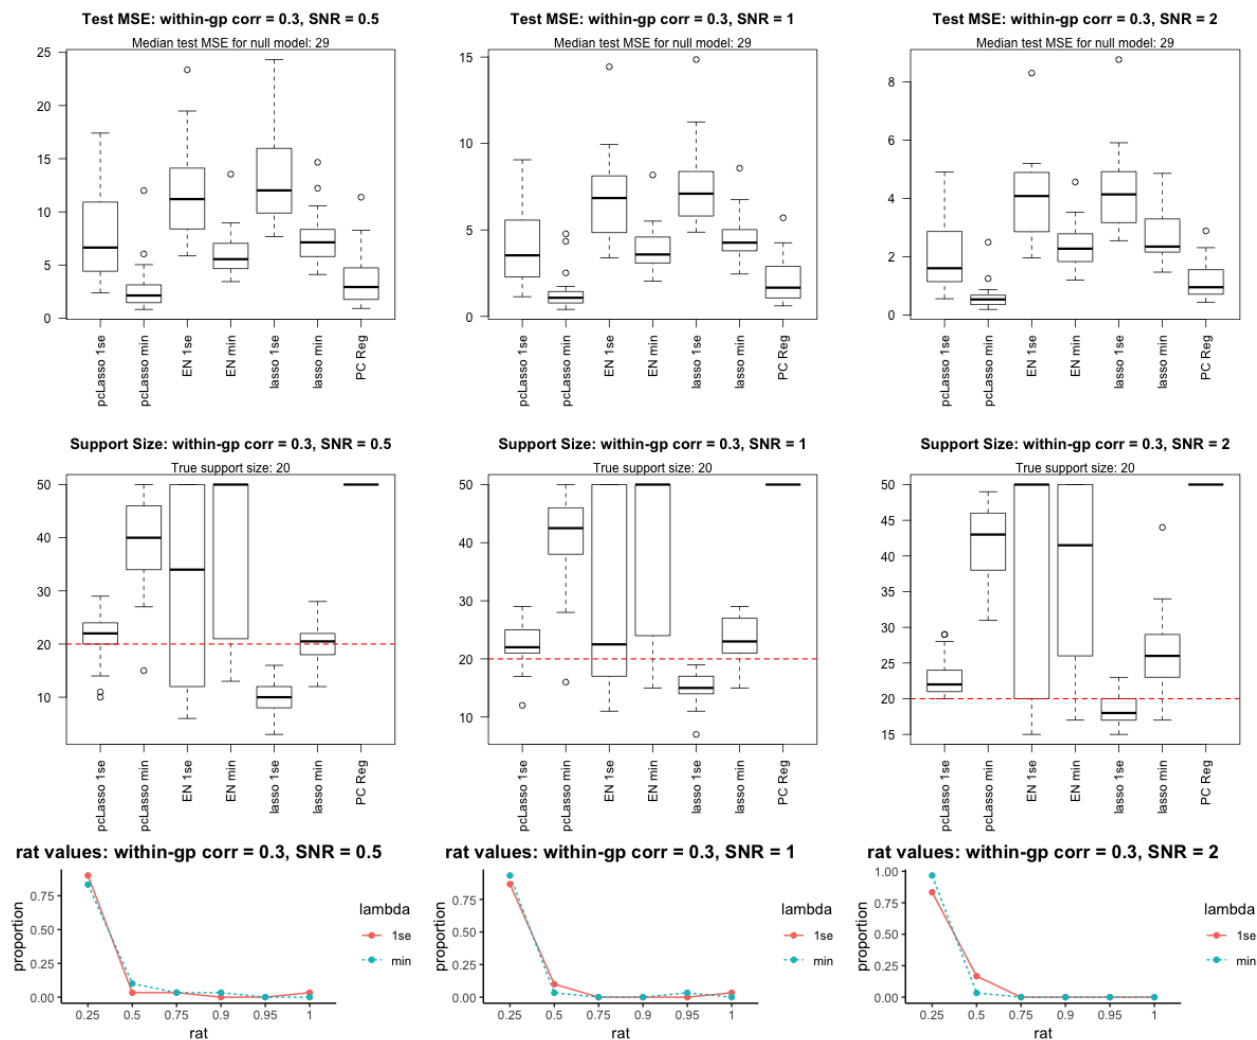 Test MSE: within-gp corr = 0.3, SNR = 0.5
Median test MSE for null model: 29
25
20
15
10
5
0
pcLasso 1se
pcLasso min
EN 1se
EN min
lasso 1se
lasso min
PC Reg
Test MSE: within-gp corr = 0.3, SNR = 1
Median test MSE for null model: 29
15
10
5
0
pcLasso 1se
pcLasso min
EN 1se
EN min
lasso 1se
lasso min
PC Reg
Test MSE: within-gp corr = 0.3, SNR = 2
Median test MSE for null model: 29
8
6
4
2
0
pcLasso 1se
pcLasso min
EN 1se
EN min
lasso 1se
lasso min
PC Reg
Support Size: within-gp corr = 0.3, SNR = 0.5
True support size: 20
50
40
30
20
10
pcLasso 1se
pcLasso min
EN 1se
EN min
lasso 1se
lasso min
PC Reg
Support Size: within-gp corr = 0.3, SNR = 1
True support size: 20
50
40
30
20
10
pcLasso 1se
pcLasso min
EN 1se
EN min
lasso 1se
lasso min
PC Reg
Support Size: within-gp corr = 0.3, SNR = 2
True support size: 20
50
45
40
35
30
25
20
15
pcLasso 1se
pcLasso min
EN 1se
EN min
lasso 1se
lasso min
PC Reg
rat values: within-gp corr = 0.3, SNR = 0.5
proportion
0.75
0.50
0.25
0.00
0.25 0.5 0.75 0.9 0.95 1
rat
lambda
1se
min
rat values: within-gp corr = 0.3, SNR = 1
proportion
0.75
0.50
0.25
0.00
0.25 0.5 0.75 0.9 0.95 1
rat
lambda
1se
min
rat values: within-gp corr = 0.3, SNR = 2
proportion
1.00
0.75
0.50
0.25
0.00
0.25 0.5 0.75 0.9 0.95 1
rat
lambda
1se
min